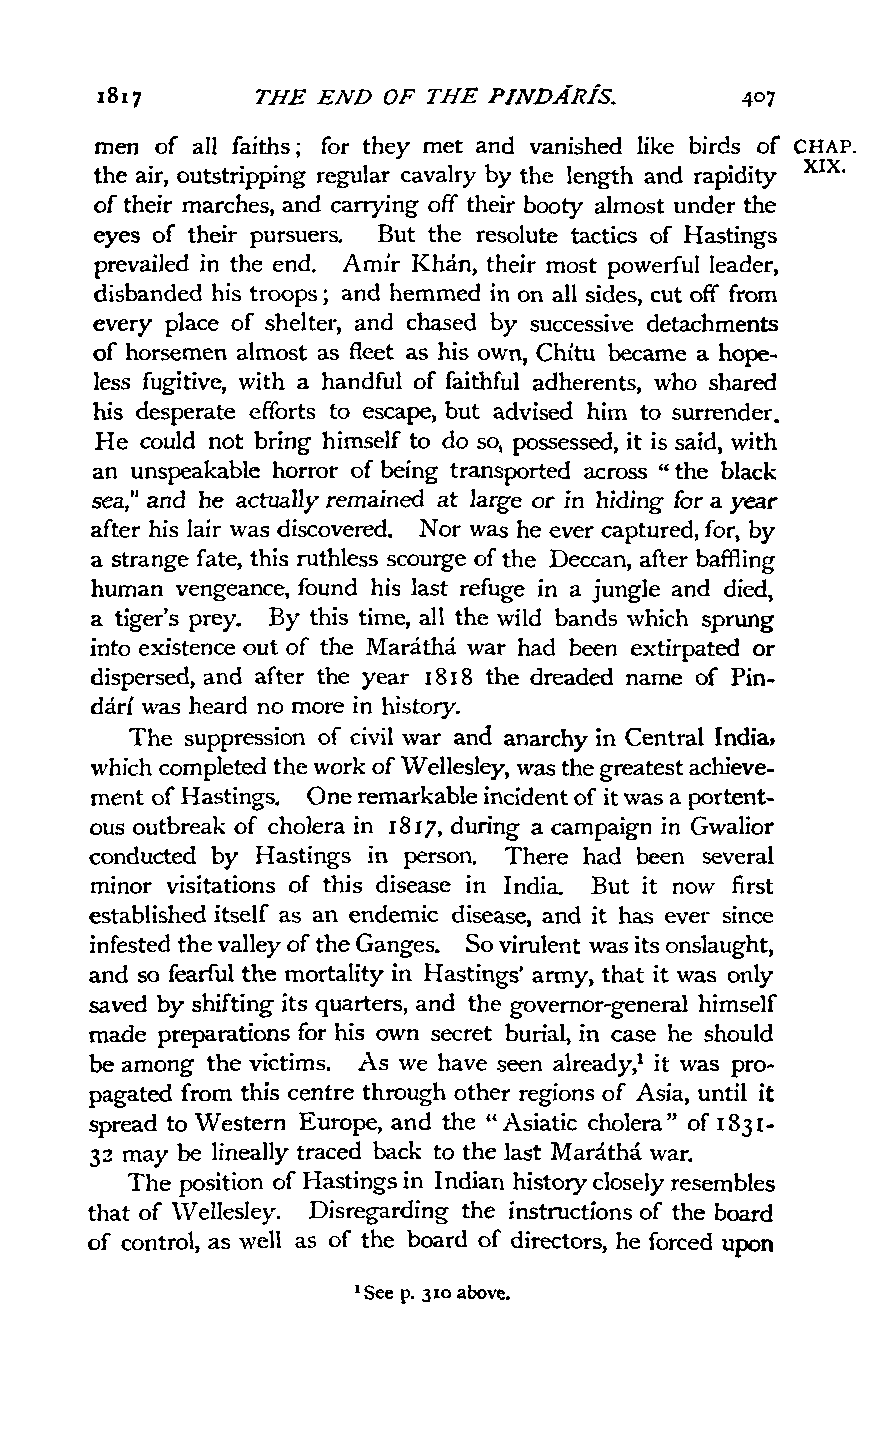 1817 THE END OF THE PINDÁRÍS. 407
men of all faiths; for they met and vanished like birds of CHAP.
the air, outstripping regular cavalry by the length and rapidity XIX.
of their marches, and carrying off their booty almost under the
eyes of their pursuers. But the resolute tactics of Hastings
prevailed in the end. Amír Khán, their most powerful leader,
disbanded his troops; and hemmed in on all sides, cut off from
every place of shelter, and chased by successive detachments
of horsemen almost as fleet as his own, Chítu became a hope-
less fugitive, with a handful of faithful adherents, who shared
his desperate efforts to escape, but advised him to surrender.
He could not bring himself to do so, possessed, it is said, with
an unspeakable horror of being transported across "the black
sea," and he actually remained at large or in hiding for a year
after his lair was discovered. Nor was he ever captured, for, by
a strange fate, this ruthless scourge of the Deccan, after baffling
human vengeance, found his last refuge in a jungle and died,
a tiger's prey. By this time, all the wild bands which sprung
into existence out of the Maráthá war had been extirpated or
dispersed, and after the year 1818 the dreaded name of Pin-
dárí was heard no more in history.
The suppression of civil war and anarchy in Central India,
which completed the work of Wellesley, was the greatest achieve-
ment of Hastings. One remarkable incident of it was a portent-
ous outbreak of cholera in 1817, during a campaign in Gwalior
conducted by Hastings in person. There had been several
minor visitations of this disease in India. But it now first
established itself as an endemic disease, and it has ever since
infested the valley of the Ganges. So virulent was its onslaught,
and so fearful the mortality in Hastings' army, that it was only
saved by shifting its quarters, and the governor-general himself
made preparations for his own secret burial, in case he should
be among the victims. As we have seen already,¹ it was pro-
pagated from this centre through other regions of Asia, until it
spread to Western Europe, and the "Asiatic cholera" of 1831-
32 may be lineally traced back to the last Maráthá war.
The position of Hastings in Indian history closely resembles
that of Wellesley. Disregarding the instructions of the board
of control, as well as of the board of directors, he forced upon
¹ See p. 310 above.